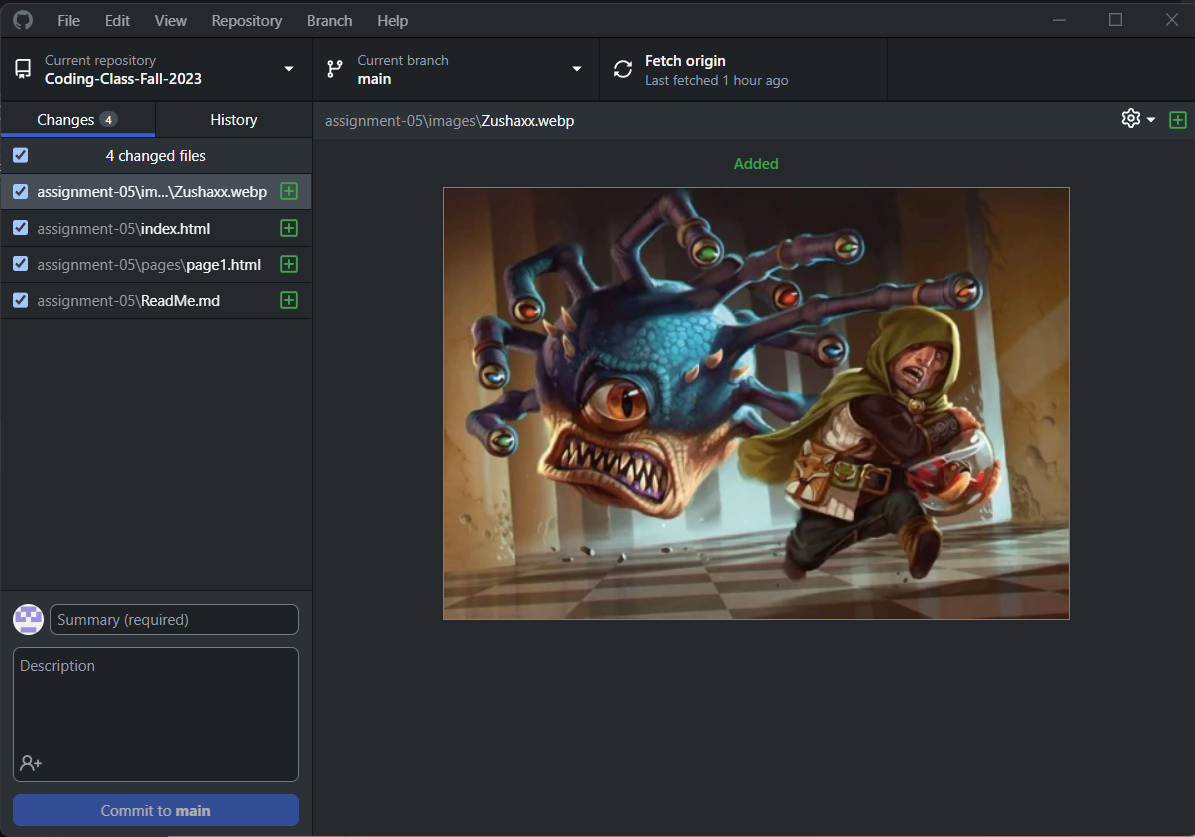 File Edit View Repository Branch Help
Current repository
Coding-Class-Fall-2023
Current branch
main
Fetch origin
Last fetched 1 hour ago
Changes 4
History
assignment-05\images\Zushaxx.webp
4 changed files
Added
assignment-05\im...\Zushaxx.webp
assignment-05\index.html
assignment-05\pages\page1.html
assignment-05\ReadMe.md
Summary (required)
Description
Commit to main